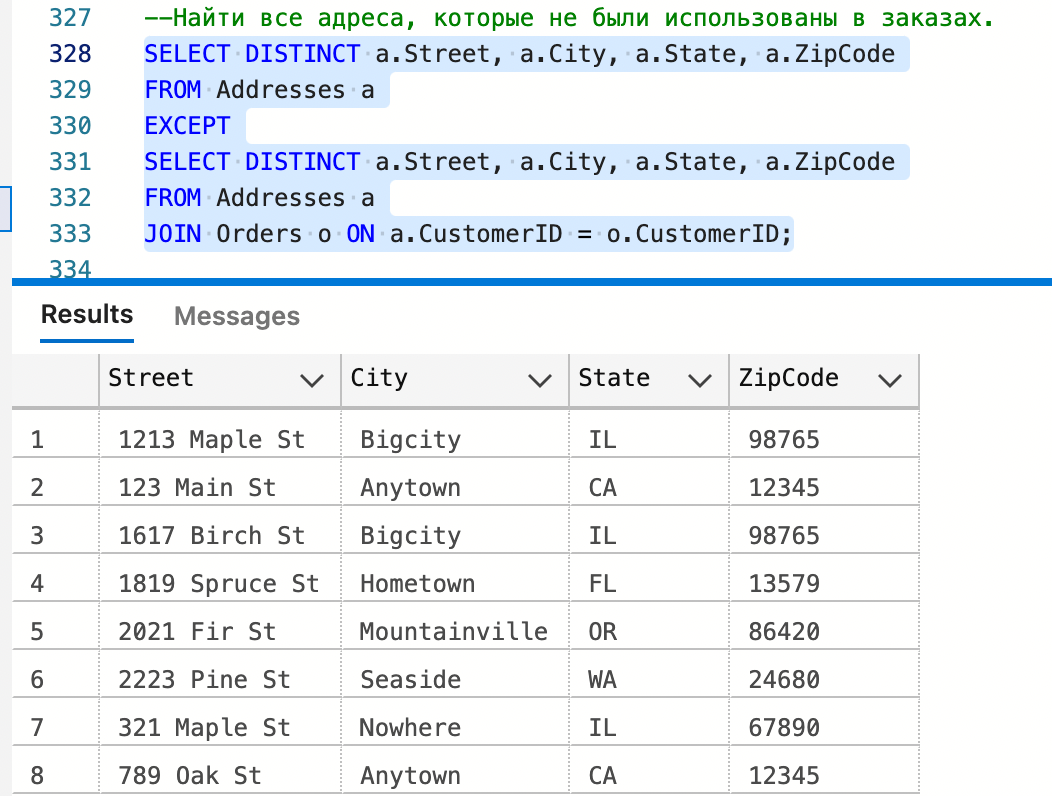 327 --Найти все адреса, которые не были использованы в заказах.
328 SELECT DISTINCT a.Street, a.City, a.State, a.ZipCode
329 FROM Addresses a
330 EXCEPT
331 SELECT DISTINCT a.Street, a.City, a.State, a.ZipCode
332 FROM Addresses a
333 JOIN Orders o ON a.CustomerID = o.CustomerID;
334
Results Messages
Street City State ZipCode
1 1213 Maple St Bigcity IL 98765
2 123 Main St Anytown CA 12345
3 1617 Birch St Bigcity IL 98765
4 1819 Spruce St Hometown FL 13579
5 2021 Fir St Mountainville OR 86420
6 2223 Pine St Seaside WA 24680
7 321 Maple St Nowhere IL 67890
8 789 Oak St Anytown CA 12345